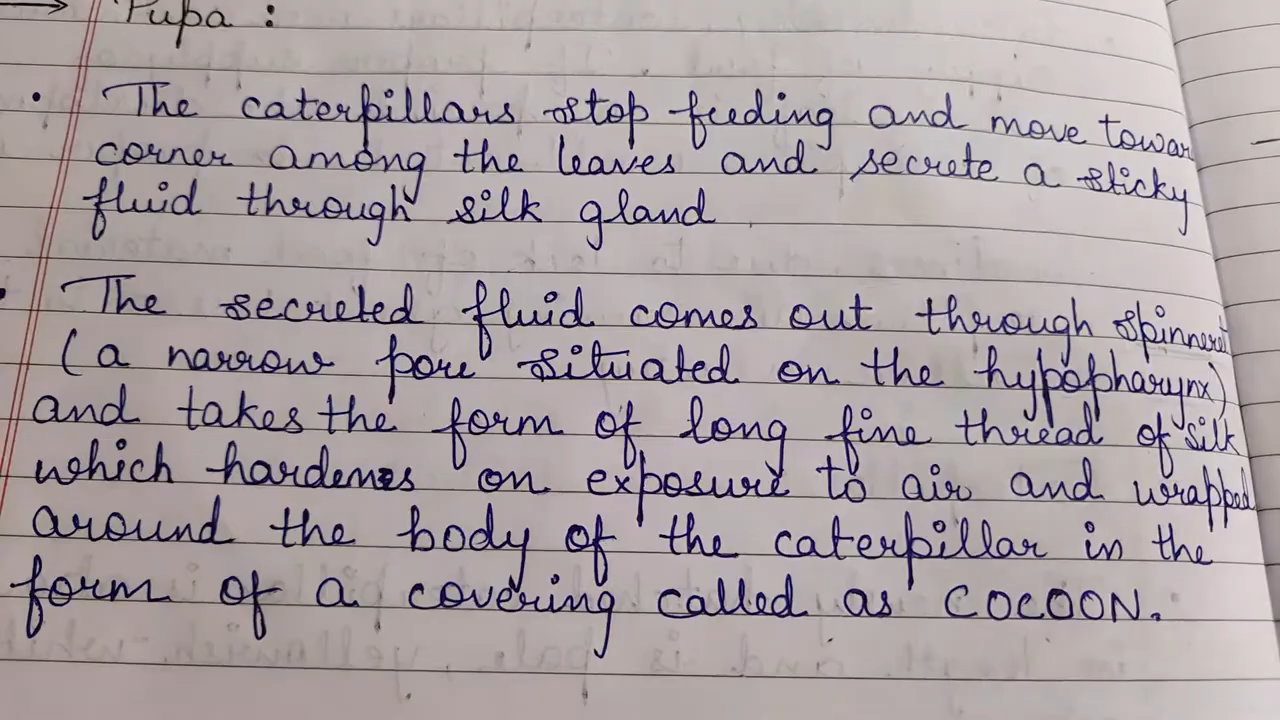 → Pupa :
• The caterpillars stop feeding and move towar
corner among the leaves and secrete a sticky
fluid through silk gland
• The secreted fluid comes out through spinneret
(a narrow pore situated on the hypopharynx)
and takes the form of long fine thread of silk
which hardenes on exposure to air and wrapped
around the body of the caterpillar in the
form of a covering called as COCOON.